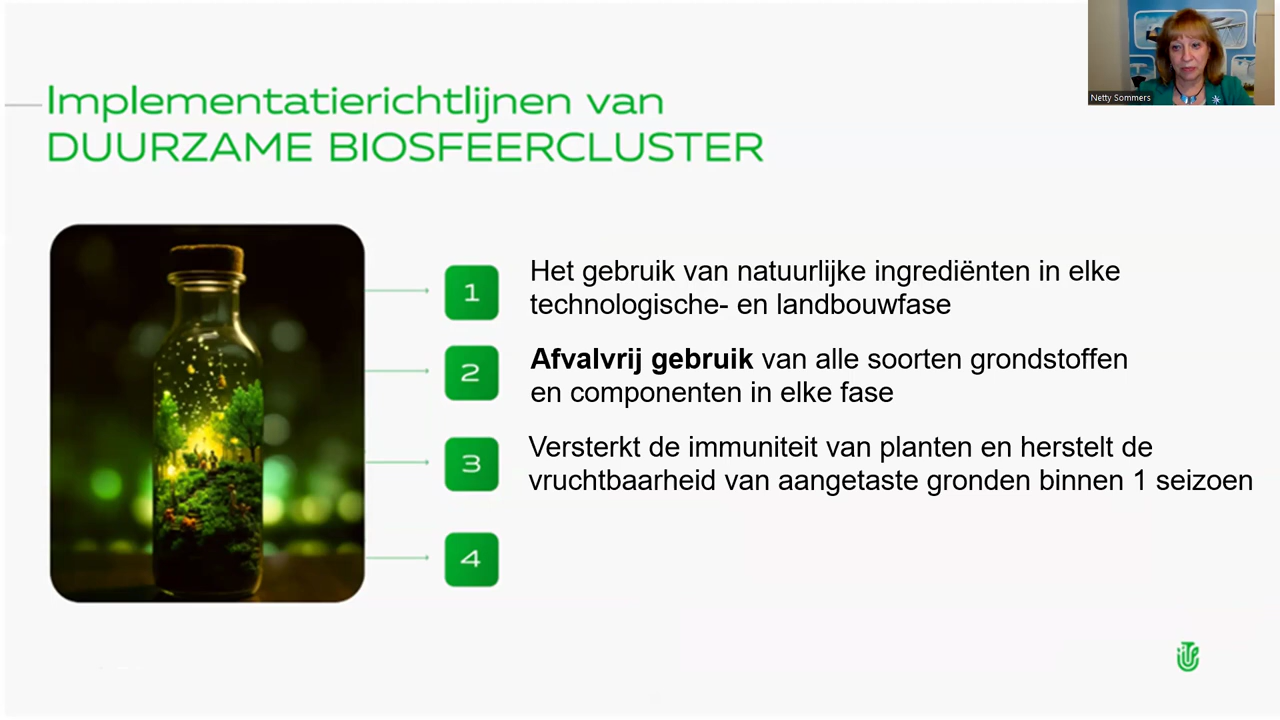 Netty Sommers
Implementatierichtlijnen van
DUURZAME BIOSFEERCLUSTER
1
Het gebruik van natuurlijke ingrediënten in elke
technologische- en landbouwfase
2
Afvalvrij gebruik van alle soorten grondstoffen
en componenten in elke fase
3
Versterkt de immuniteit van planten en herstelt de
vruchtbaarheid van aangetaste gronden binnen 1 seizoen
4